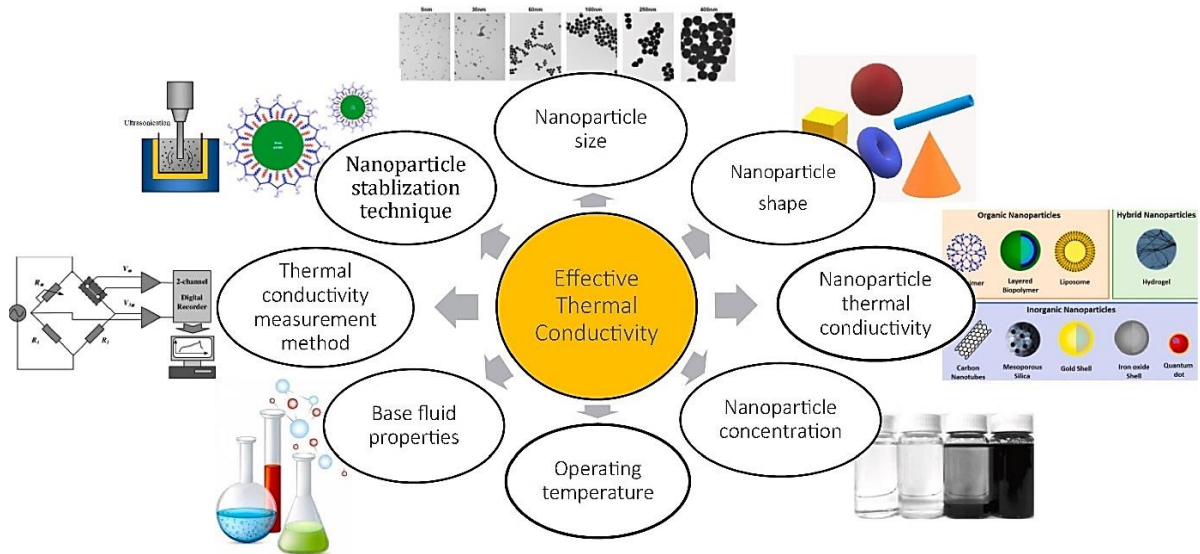 5nm 30nm 60nm 100nm 250nm 400nm
Nanoparticle
size
Ultrasonication
Nanoparticle
stablization
technique
Nanoparticle
shape
Organic Nanoparticles
Layered
Biopolymer
Liposome
Hybrid Nanoparticles
Hydrogel
Inorganic Nanoparticles
Carbon
Nanotubes
Mesoporous
Silica
Gold Shell
Iron oxide
Shell
Quantum
dot
Effective
Thermal
Conductivity
Thermal
conductivity
measurement
method
2-channel
Digital
Recorder
Nanoparticle
thermal
condiuctivity
Base fluid
properties
Nanoparticle
concentration
Operating
temperature